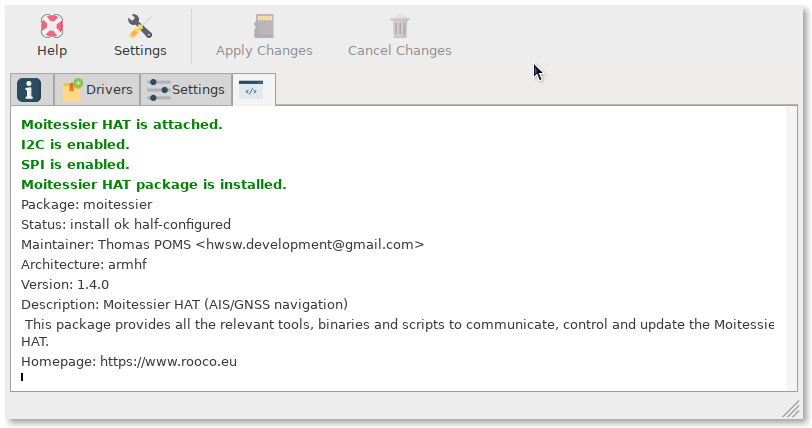 Help Settings Apply Changes Cancel Changes
Drivers Settings </>
Moitessier HAT is attached.
I2C is enabled.
SPI is enabled.
Moitessier HAT package is installed.
Package: moitessier
Status: install ok half-configured
Maintainer: Thomas POMS <hwsw.development@gmail.com>
Architecture: armhf
Version: 1.4.0
Description: Moitessier HAT (AIS/GNSS navigation)
This package provides all the relevant tools, binaries and scripts to communicate, control and update the Moitessie
HAT.
Homepage: https://www.rooco.eu